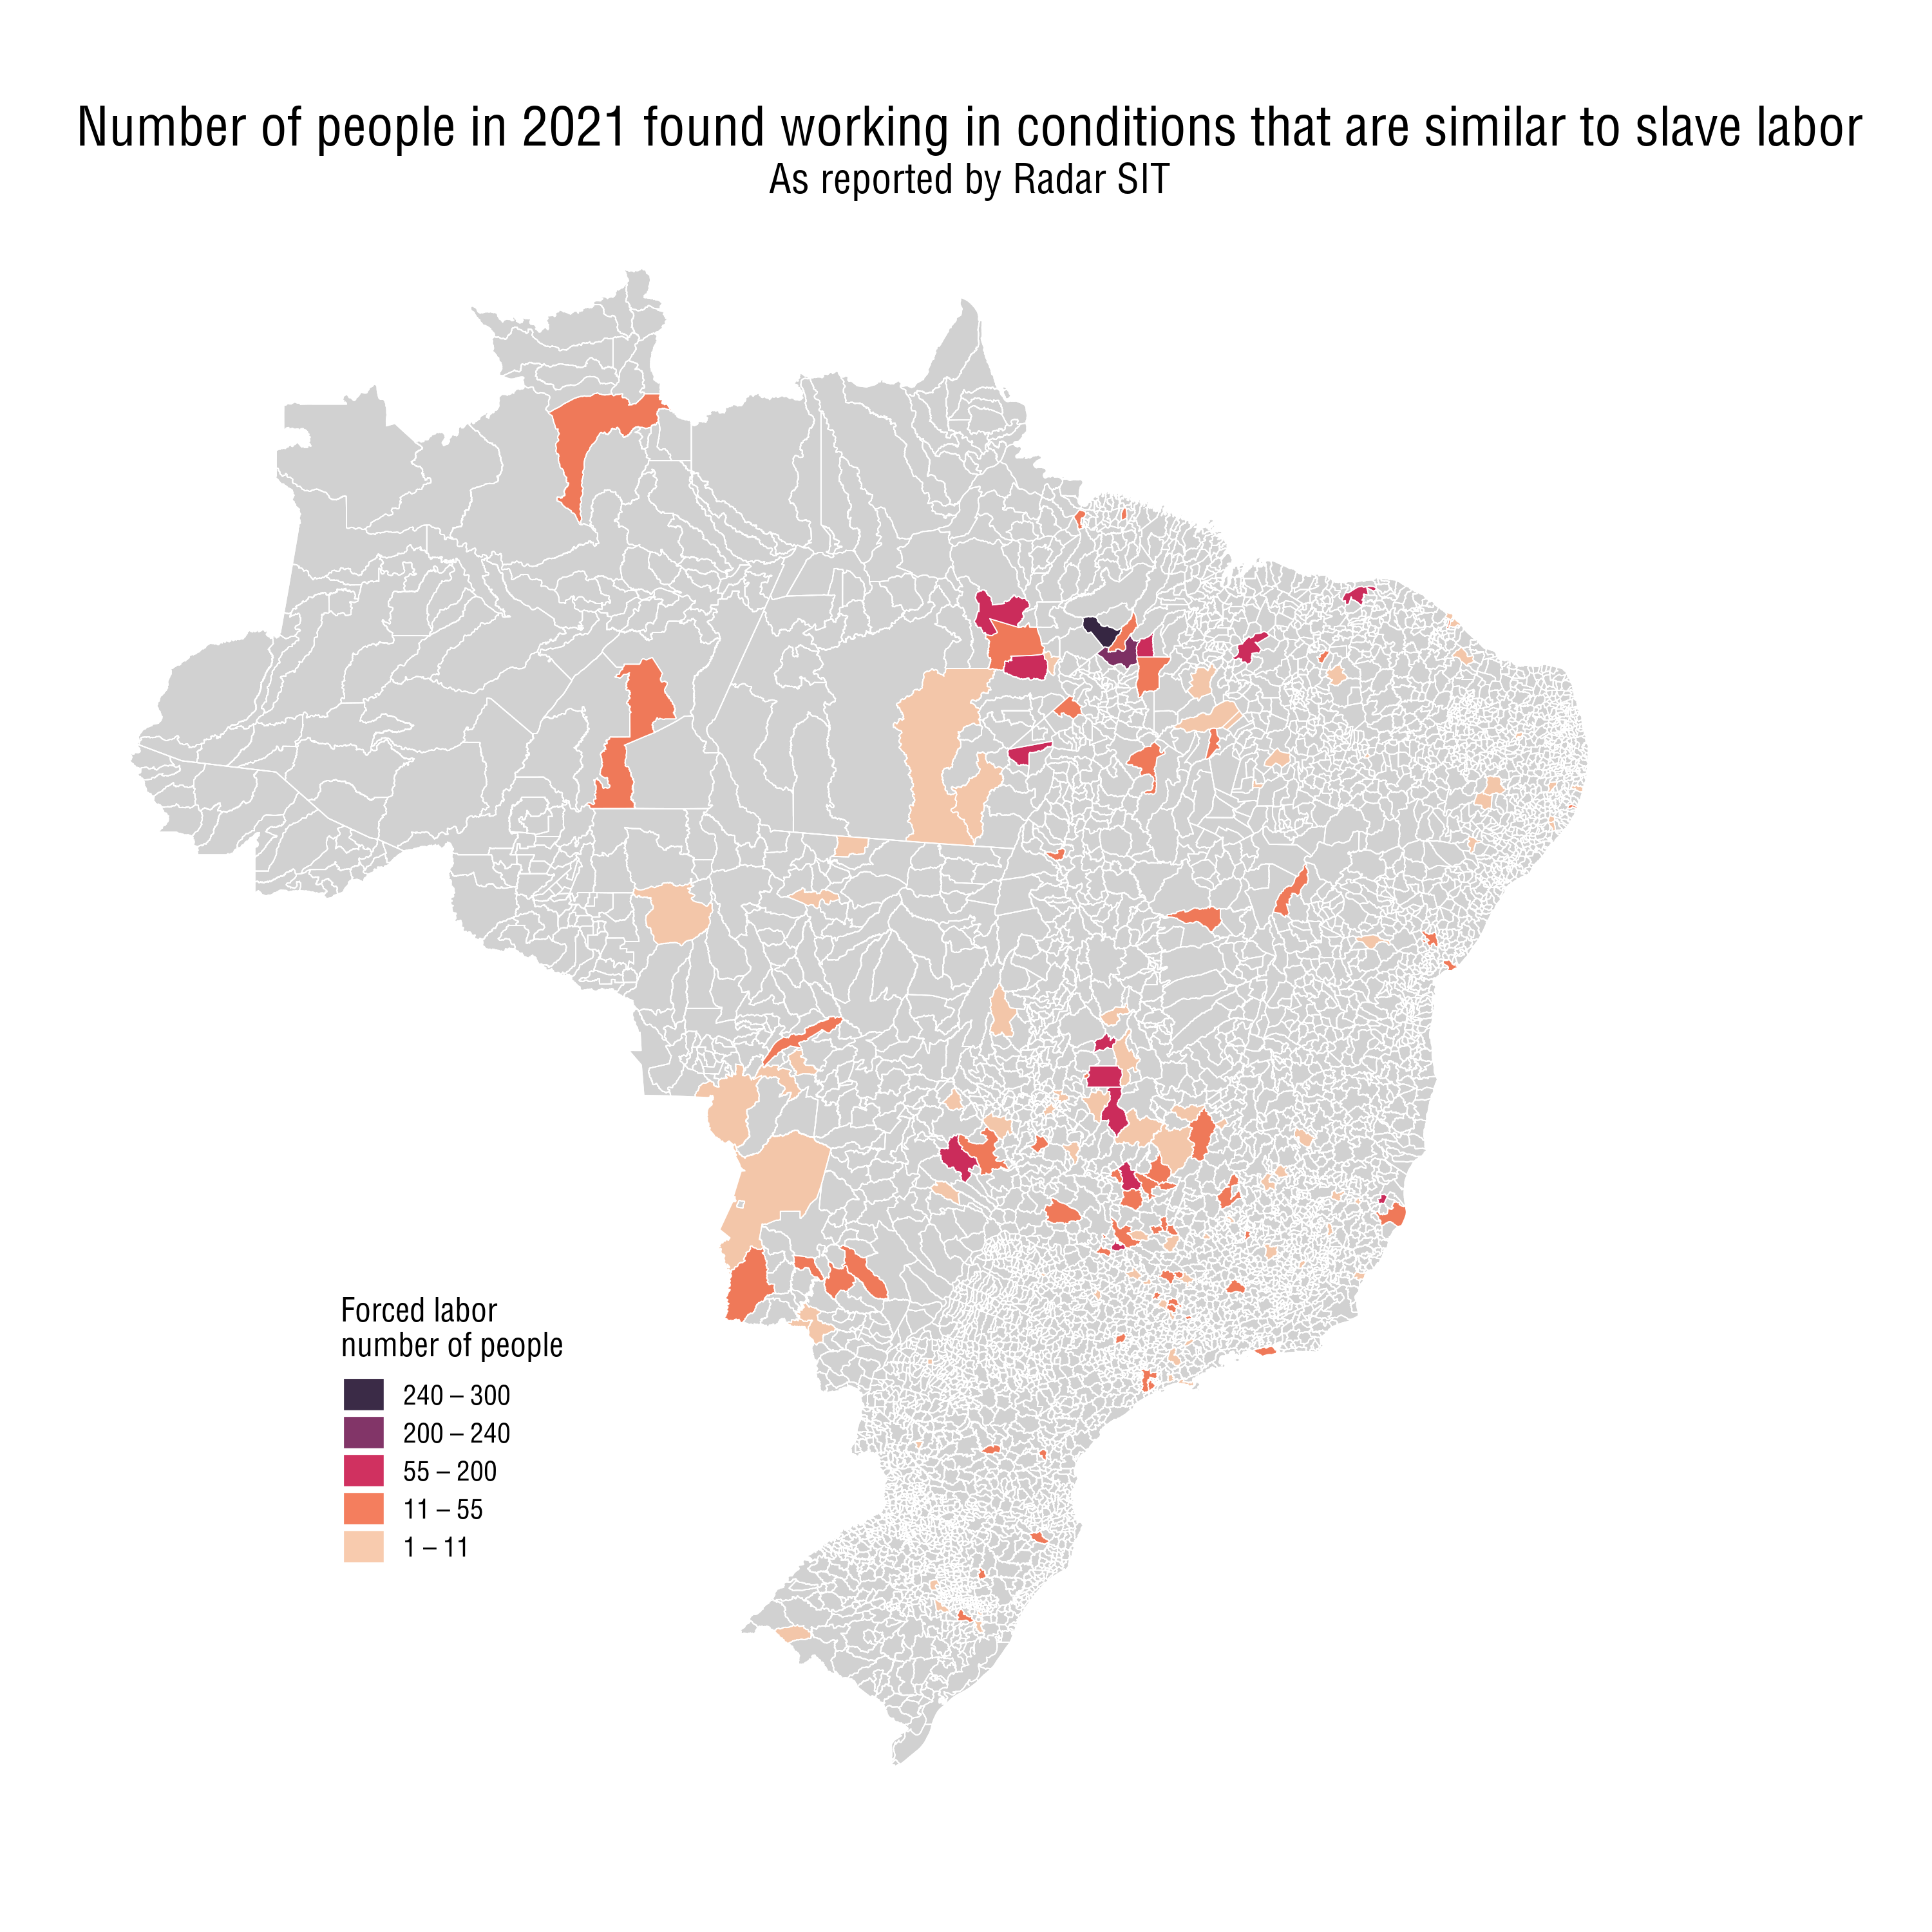 Number of people in 2021 found working in conditions that are similar to slave labor
As reported by Radar SIT
Forced labor
number of people
240 – 300
200 – 240
55 – 200
11 – 55
1 – 11